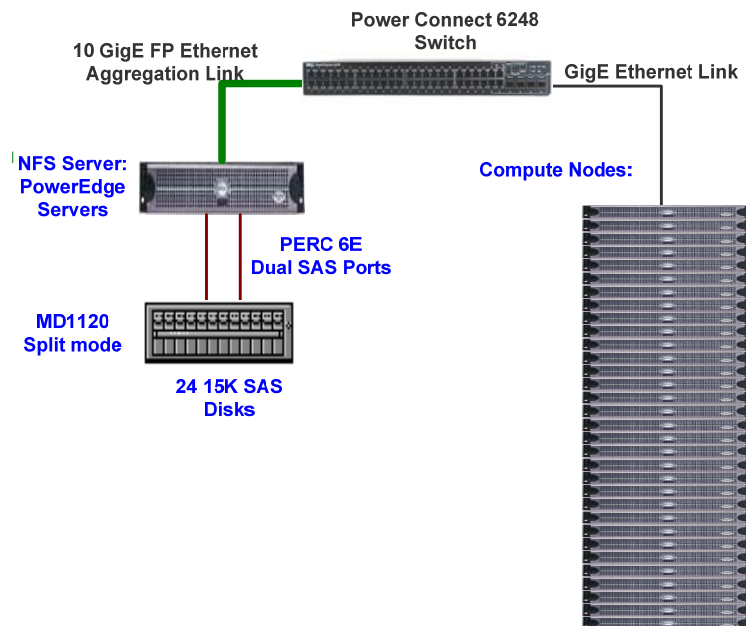 Power Connect 6248
Switch
10 GigE FP Ethernet
Aggregation Link
GigE Ethernet Link
NFS Server:
PowerEdge
Servers
Compute Nodes:
PERC 6E
Dual SAS Ports
MD1120
Split mode
24 15K SAS
Disks